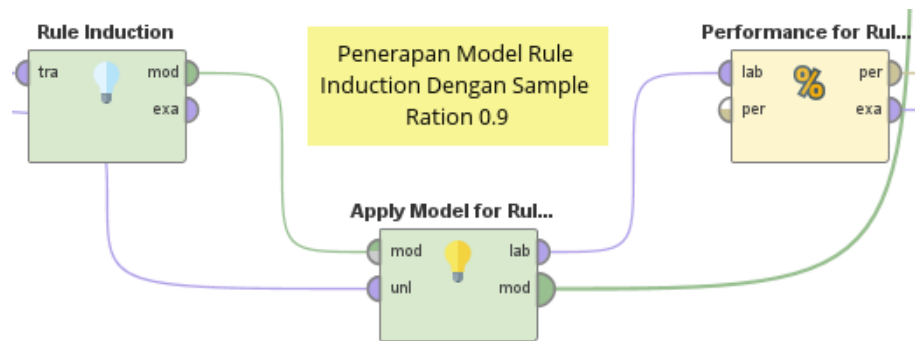 Rule Induction
tra
mod
exa
Penerapan Model Rule
Induction Dengan Sample
Ration 0.9
Performance for Rul...
lab
per
%
per
exa
Apply Model for Rul...
mod
lab
unl
mod